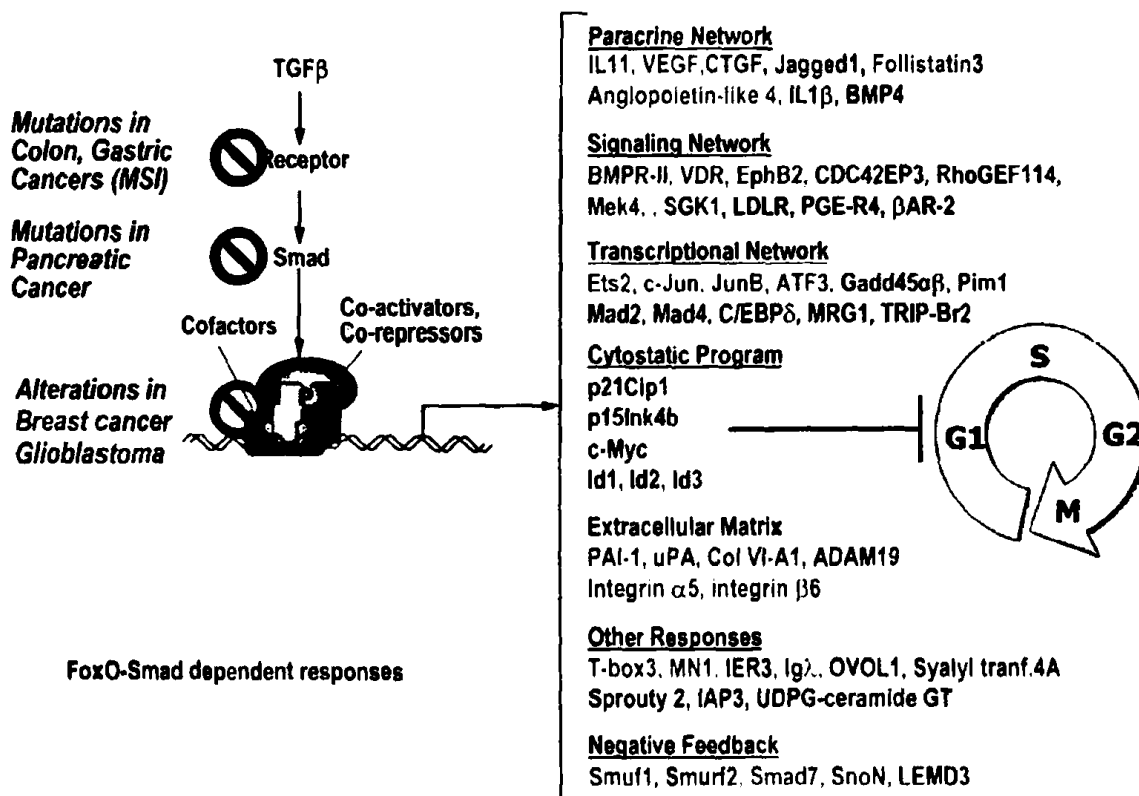 TGFβ
Mutations in
Colon, Gastric
Cancers (MSI)
Receptor
Mutations in
Pancreatic
Cancer
Smad
Cofactors
Co-activators,
Co-repressors
Alterations in
Breast cancer
Glioblastoma
P
FoxO-Smad dependent responses
Paracrine Network
IL11, VEGF,CTGF, Jagged1, Follistatin3
Anglopoletin-like 4, IL1β, BMP4
Signaling Network
BMPR-II, VDR, EphB2, CDC42EP3, RhoGEF114,
Mek4, , SGK1, LDLR, PGE-R4, βAR-2
Transcriptional Network
Ets2, c-Jun, JunB, ATF3, Gadd45αβ, Pim1
Mad2, Mad4, C/EBPδ, MRG1, TRIP-Br2
Cytostatic Program
p21Cip1
p15Ink4b
c-Myc
Id1, Id2, Id3
S
G1
G2
M
Extracellular Matrix
PAI-1, uPA, Col VI-A1, ADAM19
Integrin α5, integrin β6
Other Responses
T-box3, MN1, IER3, Igλ, OVOL1, Syalyl tranf.4A
Sprouty 2, IAP3, UDPG-ceramide GT
Negative Feedback
Smuf1, Smurf2, Smad7, SnoN, LEMD3